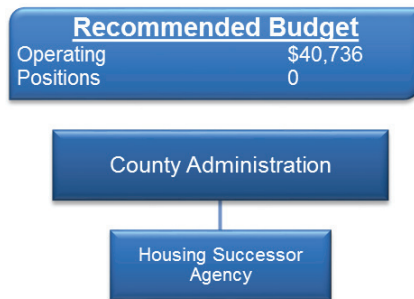 Recommended Budget
Operating $40,736
Positions 0
County Administration
Housing Successor
Agency